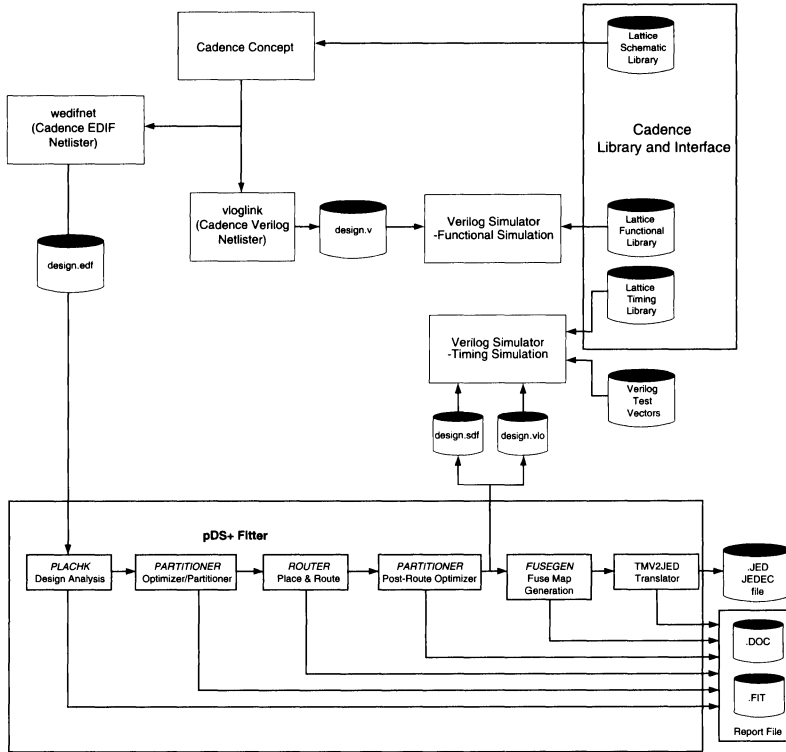 Cadence Concept
Lattice
Schematic
Library
wedifnet
(Cadence EDIF
Netlister)
Cadence
Library and Interface
vloglink
(Cadence Verilog
Netlister)
design.v
Verilog Simulator
-Functional Simulation
Lattice
Functional
Library
design.edf
Lattice
Timing
Library
Verilog Simulator
-Timing Simulation
Verilog
Test
Vectors
design.sdf
design.vlo
pDS+ Fitter
PLACHK
Design Analysis
PARTITIONER
Optimizer/Partitioner
ROUTER
Place & Route
PARTITIONER
Post-Route Optimizer
FUSEGEN
Fuse Map
Generation
TMV2JED
Translator
.JED
JEDEC
file
.DOC
.FIT
Report File